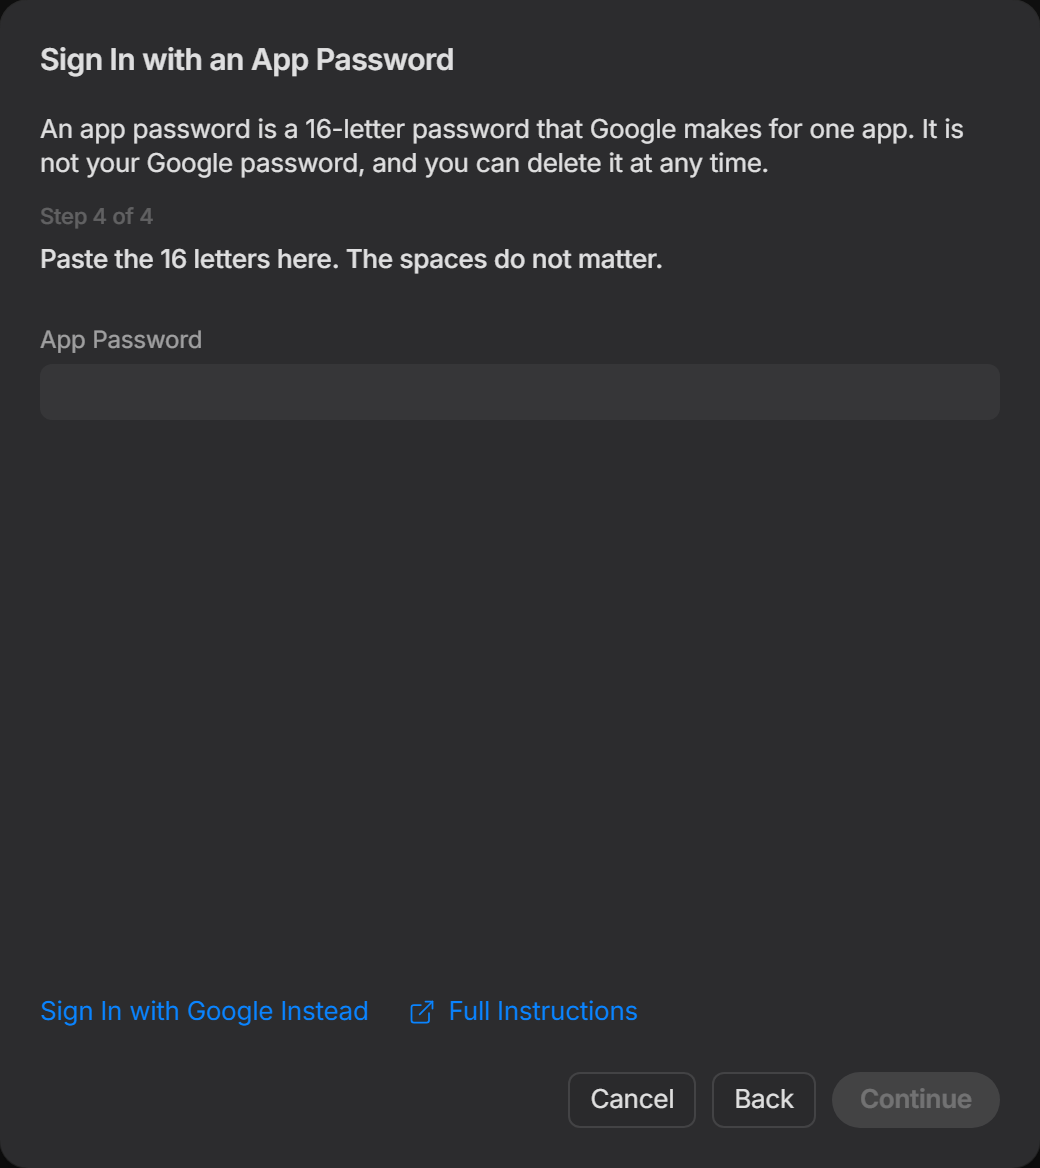 Sign In with an App Password
An app password is a 16-letter password that Google makes for one app. It is
not your Google password, and you can delete it at any time.
Step 4 of 4
Paste the 16 letters here. The spaces do not matter.
App Password
Sign In with Google Instead
Full Instructions
Cancel
Back
Continue